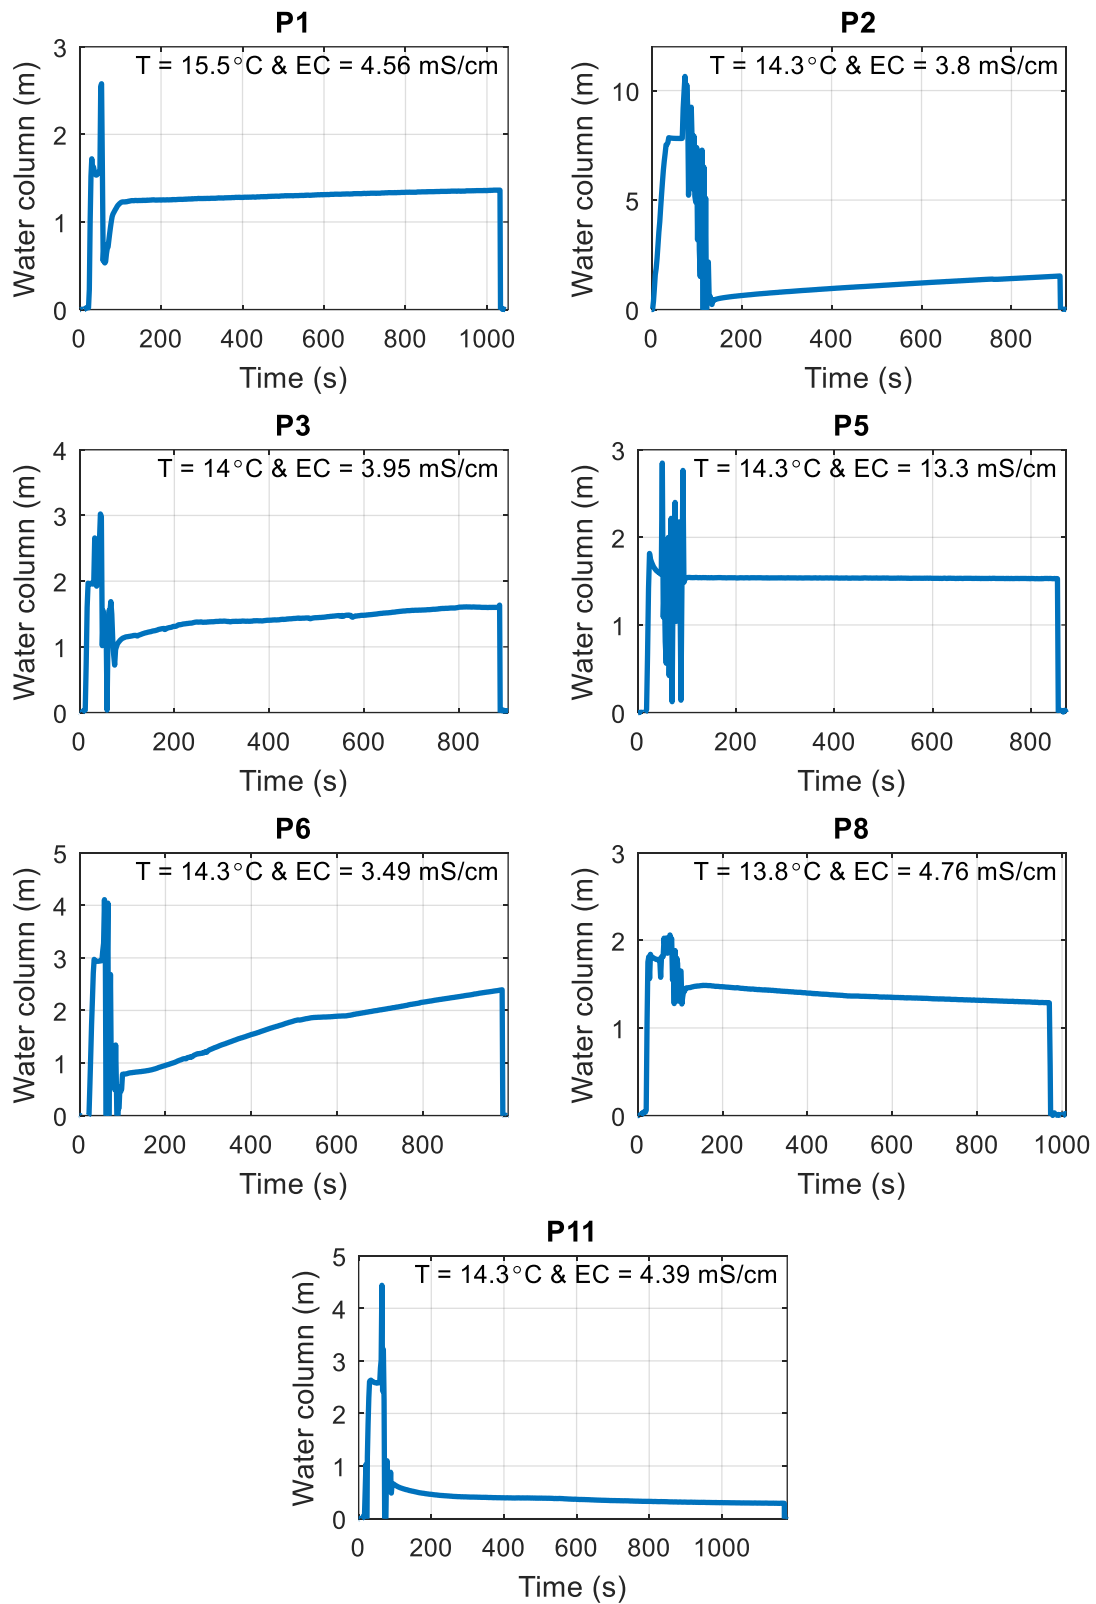 P1
T = 15.5°C & EC = 4.56 mS/cm
Water column (m)
3
2
1
0
0 200 400 600 800 1000
Time (s)
P2
T = 14.3°C & EC = 3.8 mS/cm
Water column (m)
10
5
0
0 200 400 600 800
Time (s)
P3
T = 14°C & EC = 3.95 mS/cm
Water column (m)
4
3
2
1
0
0 200 400 600 800
Time (s)
P5
T = 14.3°C & EC = 13.3 mS/cm
Water column (m)
3
2
1
0
0 200 400 600 800
Time (s)
P6
T = 14.3°C & EC = 3.49 mS/cm
Water column (m)
5
4
3
2
1
0
0 200 400 600 800
Time (s)
P8
T = 13.8°C & EC = 4.76 mS/cm
Water column (m)
3
2
1
0
0 200 400 600 800 1000
Time (s)
P11
T = 14.3°C & EC = 4.39 mS/cm
Water column (m)
5
4
3
2
1
0
0 200 400 600 800 1000
Time (s)